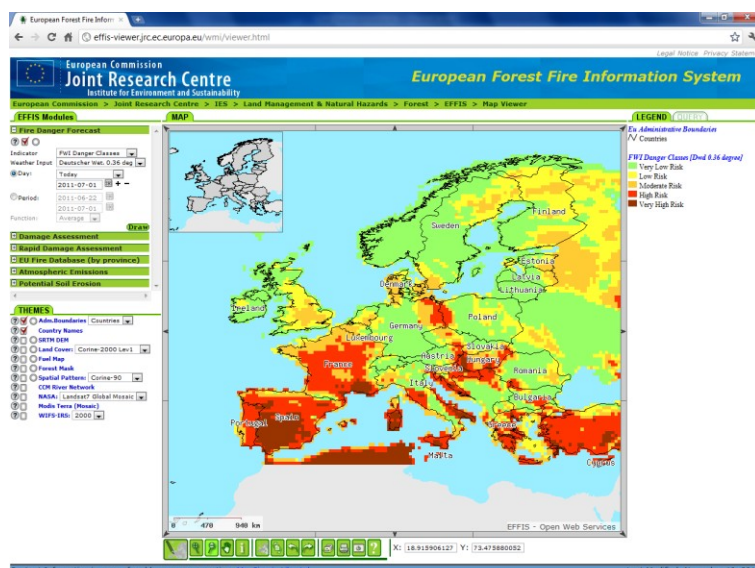 European Forest Fire Inform
effis-viewer.jrc.ec.europa.eu/wmi/viewer.html
Legal Notice Privacy Statem
European Commission
Joint Research Centre
Institute for Environment and Sustainability
European Forest Fire Information System
European Commission > Joint Research Centre > IES > Land Management & Natural Hazards > Forest > EFFIS > Map Viewer
EFFIS Modules
MAP
LEGEND
QUERY
Fire Danger Forecast
Indicator FWI Danger Classes
Weather Input Deutscher Wet. 0.36 deg
Day: Today
2011-07-01
Period: 2011-06-22
2011-07-01
Function: Average
Draw
Damage Assessment
Rapid Damage Assessment
EU Fire Database (by province)
Atmospheric Emissions
Potential Soil Erosion
THEMES
Adm.Boundaries Countries
Country Names
SRTM DEM
Land Cover: Corine-2000 Lev1
Fuel Map
Forest Mask
Spatial Pattern: Corine-90
CCM River Network
NASA: Landsat7 Global Mosaic
Modis Terra (Mosaic)
WIFS-IRS: 2000
Finland
Sweden
Estonia
Latvia
Lithuania
Denmark
Ireland
Poland
Germany
Luxembourg
Slovakia
Austria
Hungary
France
Slovenia
Romania
Italy
Bulgaria
Portugal
Spain
Greece
Malta
Cyprus
0 470 940 km
EFFIS - Open Web Services
X: 16.915906127 Y: 73.475880052
Eu Administrative Boundaries
Countries
FWI Danger Classes [Dwd 0.36 degree]
Very Low Risk
Low Risk
Moderate Risk
High Risk
Very High Risk